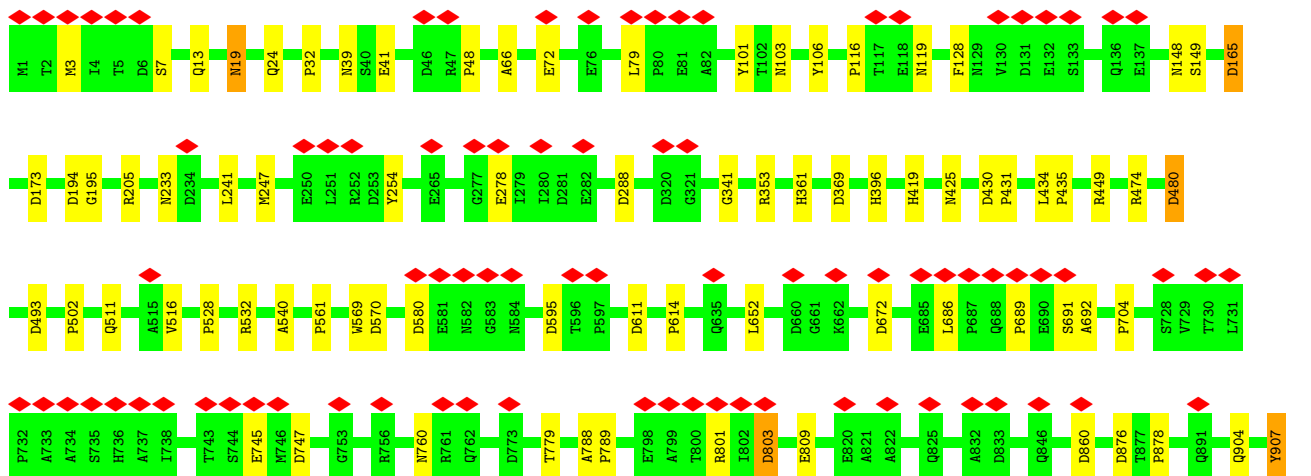 M1 T2 M3 I4 T5 D6 S7 Q13 N19 Q24 P32 N39 S40 E41 D46 R47 P48 A66 E72 E76 L79 P80 E81 A82 Y101 T102 N103 Y106 P116 T117 E118 N119 F128 N129 V130 D131 E132 S133 Q136 E137 N148 S149 D165
D173 D194 G195 R205 N233 D234 L241 M247 E250 L251 R252 D253 Y254 E265 G277 E278 I279 I280 D281 E282 D288 D320 G321 G341 R353 H361 D369 H396 H419 N425 D430 P431 L434 P435 R449 R474 D480
D493 P502 Q511 A515 V516 P528 R532 A540 P561 W569 D570 D580 E581 N582 G583 N584 D595 T596 P597 D611 P614 Q635 L652 D660 G661 K662 D672 E685 L686 P687 Q688 P689 E690 S691 A692 P704 S728 V729 T730 L731
P732 A733 A734 S735 H736 A737 I738 T743 S744 E745 M746 D747 G753 R756 N760 R761 Q762 D773 T779 A788 P789 E798 A799 T800 R801 I802 D803 E809 E820 A821 A822 Q825 A832 D833 Q846 D860 D876 T877 P878 Q891 Q904 Y907